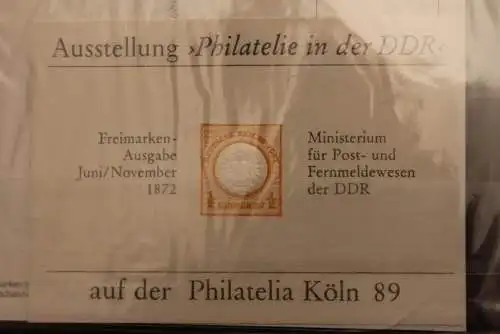 Ausstellung ›Philatelie in der DDR‹
Freimarken-
Ausgabe
Juni/November
1872
Ministerium
für Post- und
Fernmeldewesen
der DDR
auf der Philatelia Köln 89